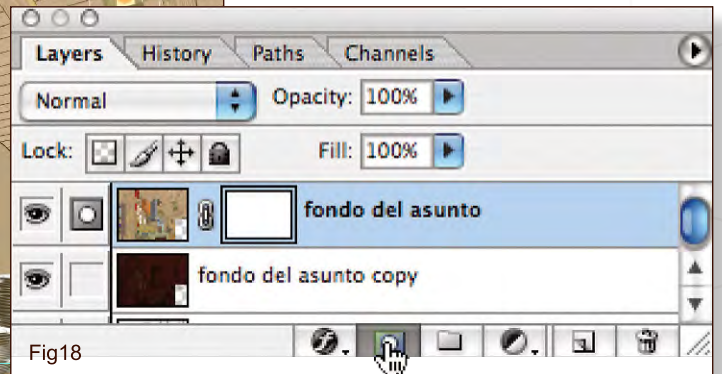 Layers History Paths Channels
Normal Opacity: 100%
Lock: Fill: 100%
fondo del asunto
fondo del asunto copy
Fig18